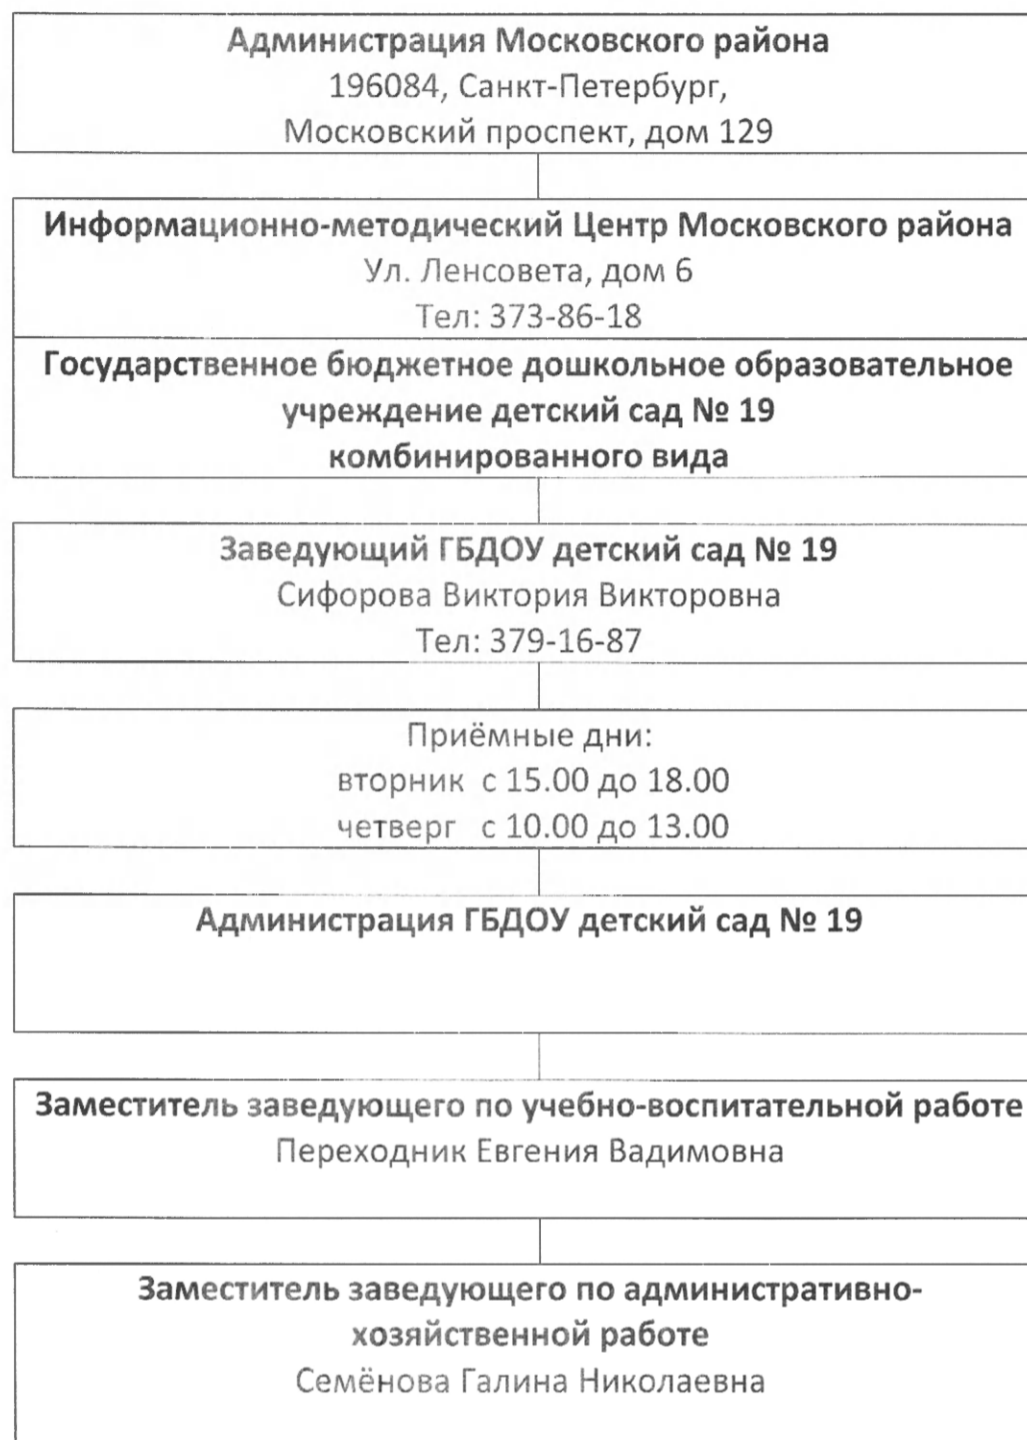 Администрация Московского района
196084, Санкт-Петербург,
Московский проспект, дом 129
Информационно-методический Центр Московского района
Ул. Ленсовета, дом 6
Тел: 373-86-18
Государственное бюджетное дошкольное образовательное
учреждение детский сад № 19
комбинированного вида
Заведующий ГБДОУ детский сад № 19
Сифорова Виктория Викторовна
Тел: 379-16-87
Приёмные дни:
вторник с 15.00 до 18.00
четверг с 10.00 до 13.00
Администрация ГБДОУ детский сад № 19
Заместитель заведующего по учебно-воспитательной работе
Переходник Евгения Вадимовна
Заместитель заведующего по административно-
хозяйственной работе
Семёнова Галина Николаевна